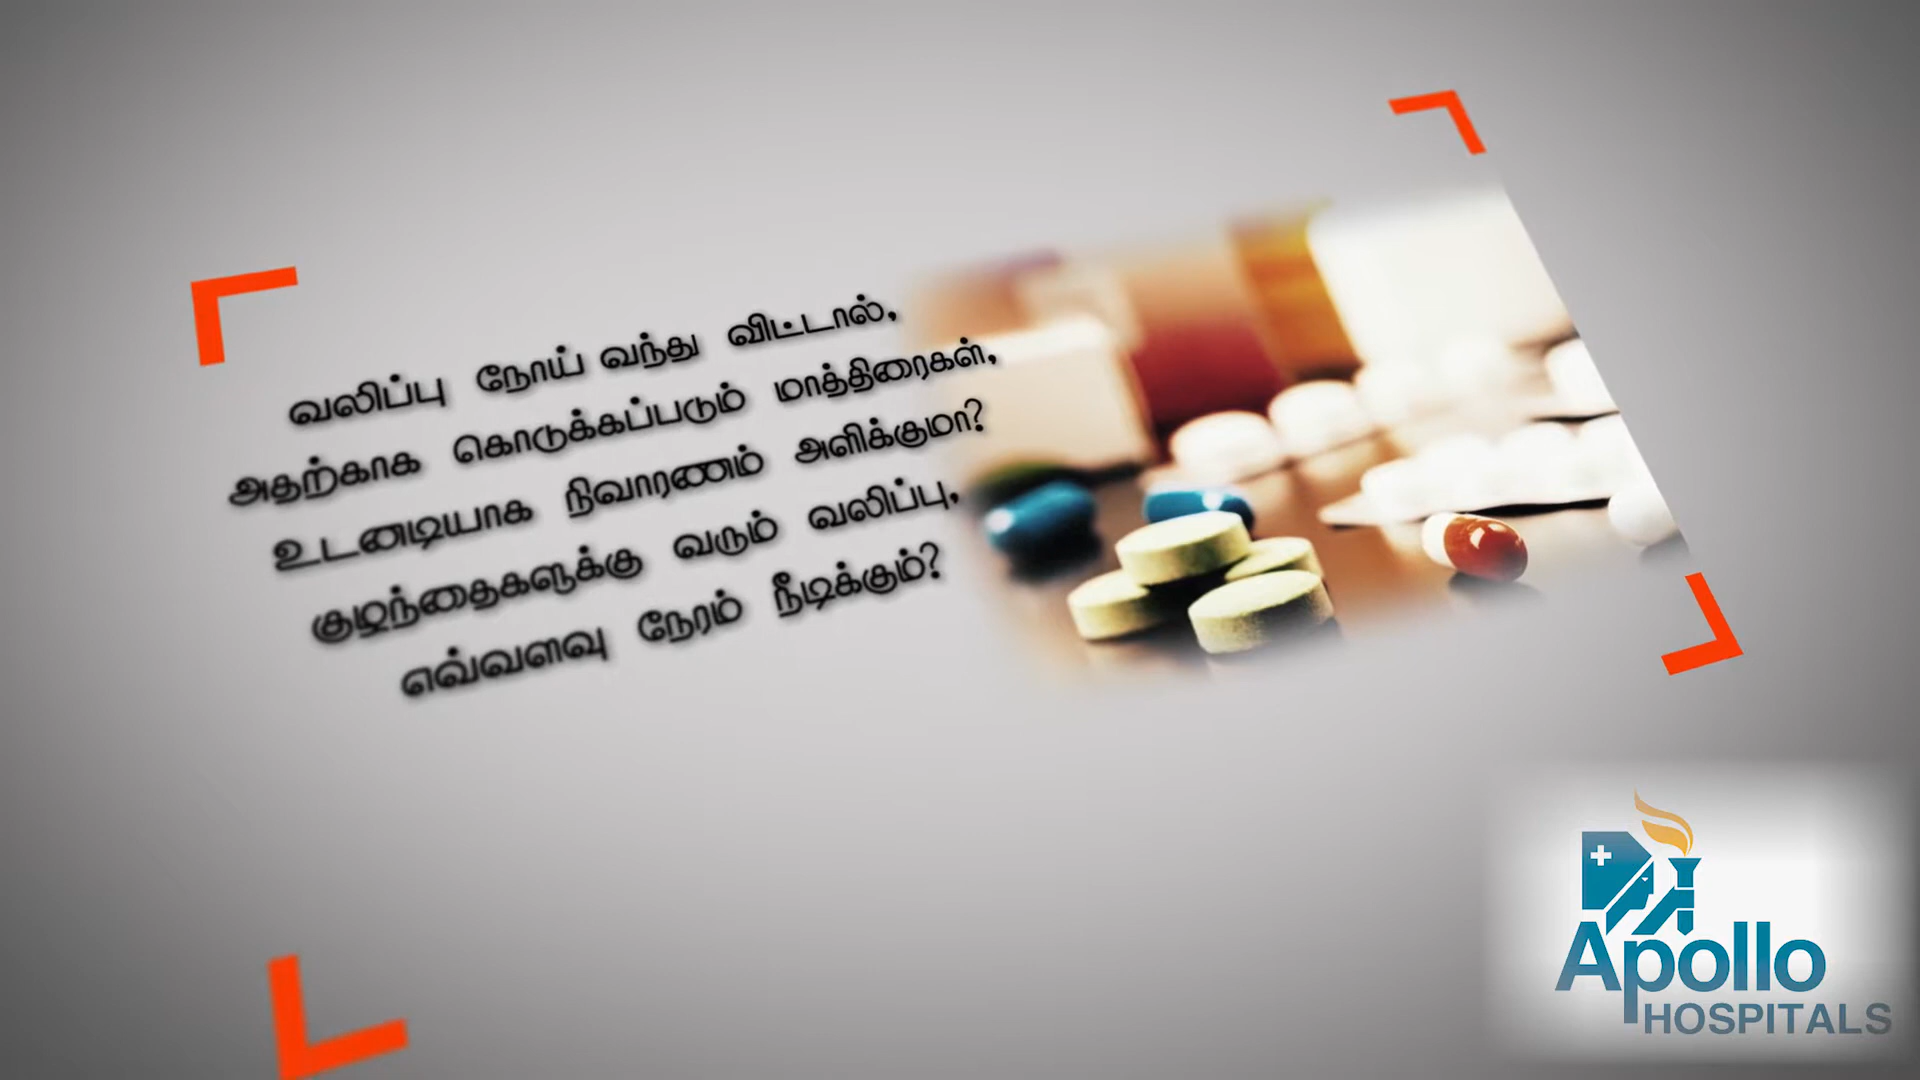 வலிப்பு நோய் வந்து விட்டால்,
அதற்காக கொடுக்கப்படும் மாத்திரைகள்,
உடனடியாக நிவாரணம் அளிக்குமா?
குழந்தைகளுக்கு வரும் வலிப்பு,
எவ்வளவு நேரம் நீடிக்கும்?
Apollo
HOSPITALS